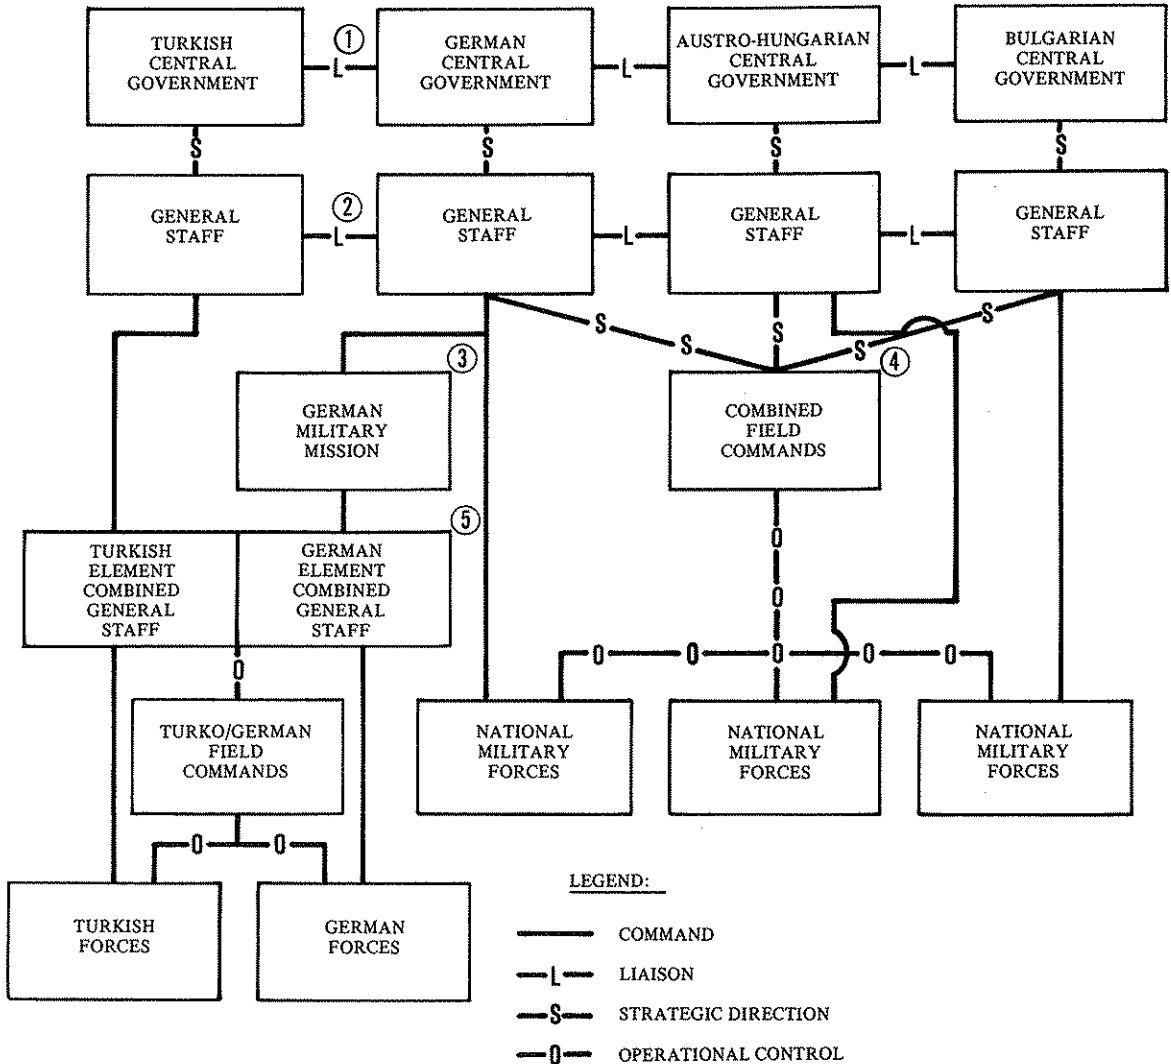 TURKISH
CENTRAL
GOVERNMENT
①
L
GERMAN
CENTRAL
GOVERNMENT
L
AUSTRO-HUNGARIAN
CENTRAL
GOVERNMENT
L
BULGARIAN
CENTRAL
GOVERNMENT
S
S
S
S
GENERAL
STAFF
②
L
GENERAL
STAFF
L
GENERAL
STAFF
L
GENERAL
STAFF
S
S
S
S
S
③
④
GERMAN
MILITARY
MISSION
COMBINED
FIELD
COMMANDS
⑤
TURKISH
ELEMENT
COMBINED
GENERAL
STAFF
GERMAN
ELEMENT
COMBINED
GENERAL
STAFF
O
O
O
O
O
O
O
O
TURKO/GERMAN
FIELD
COMMANDS
NATIONAL
MILITARY
FORCES
NATIONAL
MILITARY
FORCES
NATIONAL
MILITARY
FORCES
O
O
TURKISH
FORCES
GERMAN
FORCES
LEGEND:
COMMAND
L LIAISON
S STRATEGIC DIRECTION
O OPERATIONAL CONTROL